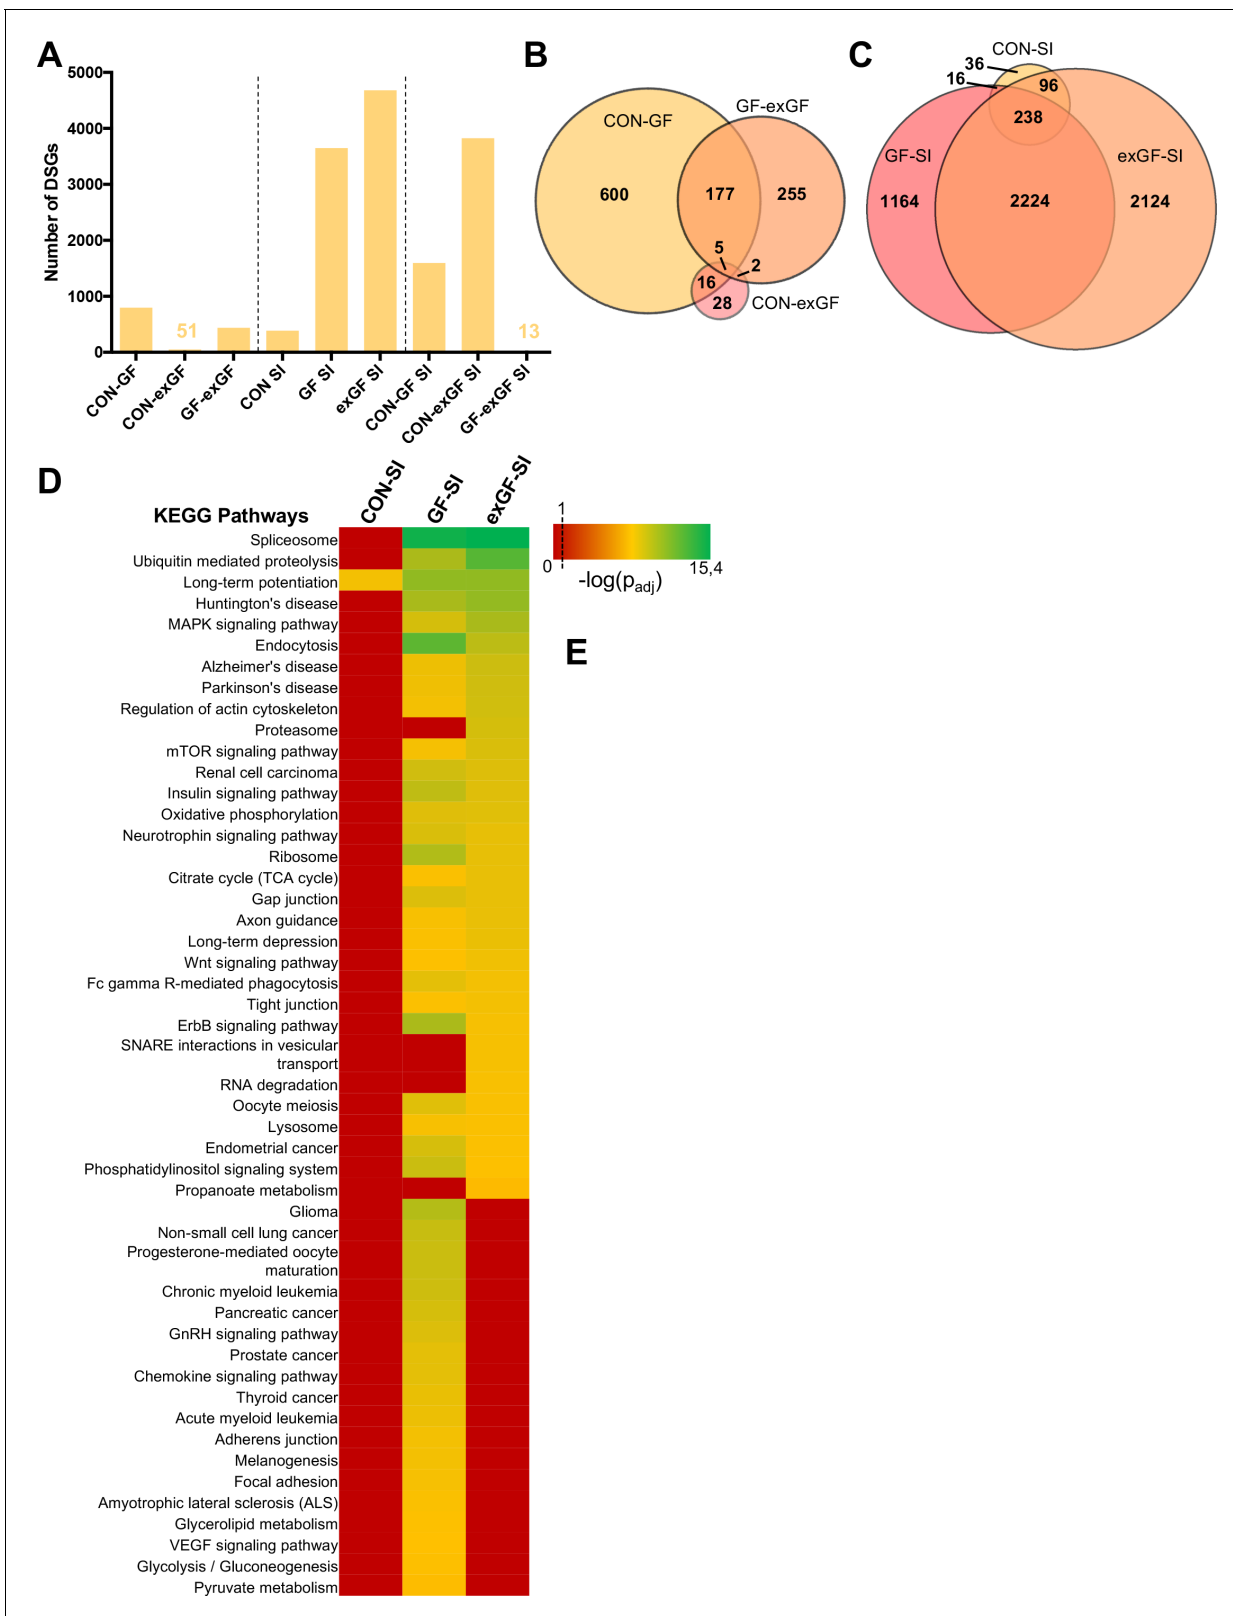 A
5000
4000
3000
2000
1000
0
Number of DSGs
51
13
CON-GF
CON-exGF
GF-exGF
CON SI
GF SI
exGF SI
CON-GF SI
CON-exGF SI
GF-exGF SI
B
CON-GF
GF-exGF
600
177
255
5
2
16
28
CON-exGF
C
CON-SI
36
16
96
238
GF-SI
exGF-SI
1164
2224
2124
D
KEGG Pathways
CON-SI
GF-SI
exGF-SI
1
0
15,4
-log(padj)
Spliceosome
Ubiquitin mediated proteolysis
Long-term potentiation
Huntington's disease
MAPK signaling pathway
Endocytosis
Alzheimer's disease
Parkinson's disease
Regulation of actin cytoskeleton
Proteasome
mTOR signaling pathway
Renal cell carcinoma
Insulin signaling pathway
Oxidative phosphorylation
Neurotrophin signaling pathway
Ribosome
Citrate cycle (TCA cycle)
Gap junction
Axon guidance
Long-term depression
Wnt signaling pathway
Fc gamma R-mediated phagocytosis
Tight junction
ErbB signaling pathway
SNARE interactions in vesicular
transport
RNA degradation
Oocyte meiosis
Lysosome
Endometrial cancer
Phosphatidylinositol signaling system
Propanoate metabolism
Glioma
Non-small cell lung cancer
Progesterone-mediated oocyte
maturation
Chronic myeloid leukemia
Pancreatic cancer
GnRH signaling pathway
Prostate cancer
Chemokine signaling pathway
Thyroid cancer
Acute myeloid leukemia
Adherens junction
Melanogenesis
Focal adhesion
Amyotrophic lateral sclerosis (ALS)
Glycerolipid metabolism
VEGF signaling pathway
Glycolysis / Gluconeogenesis
Pyruvate metabolism
E